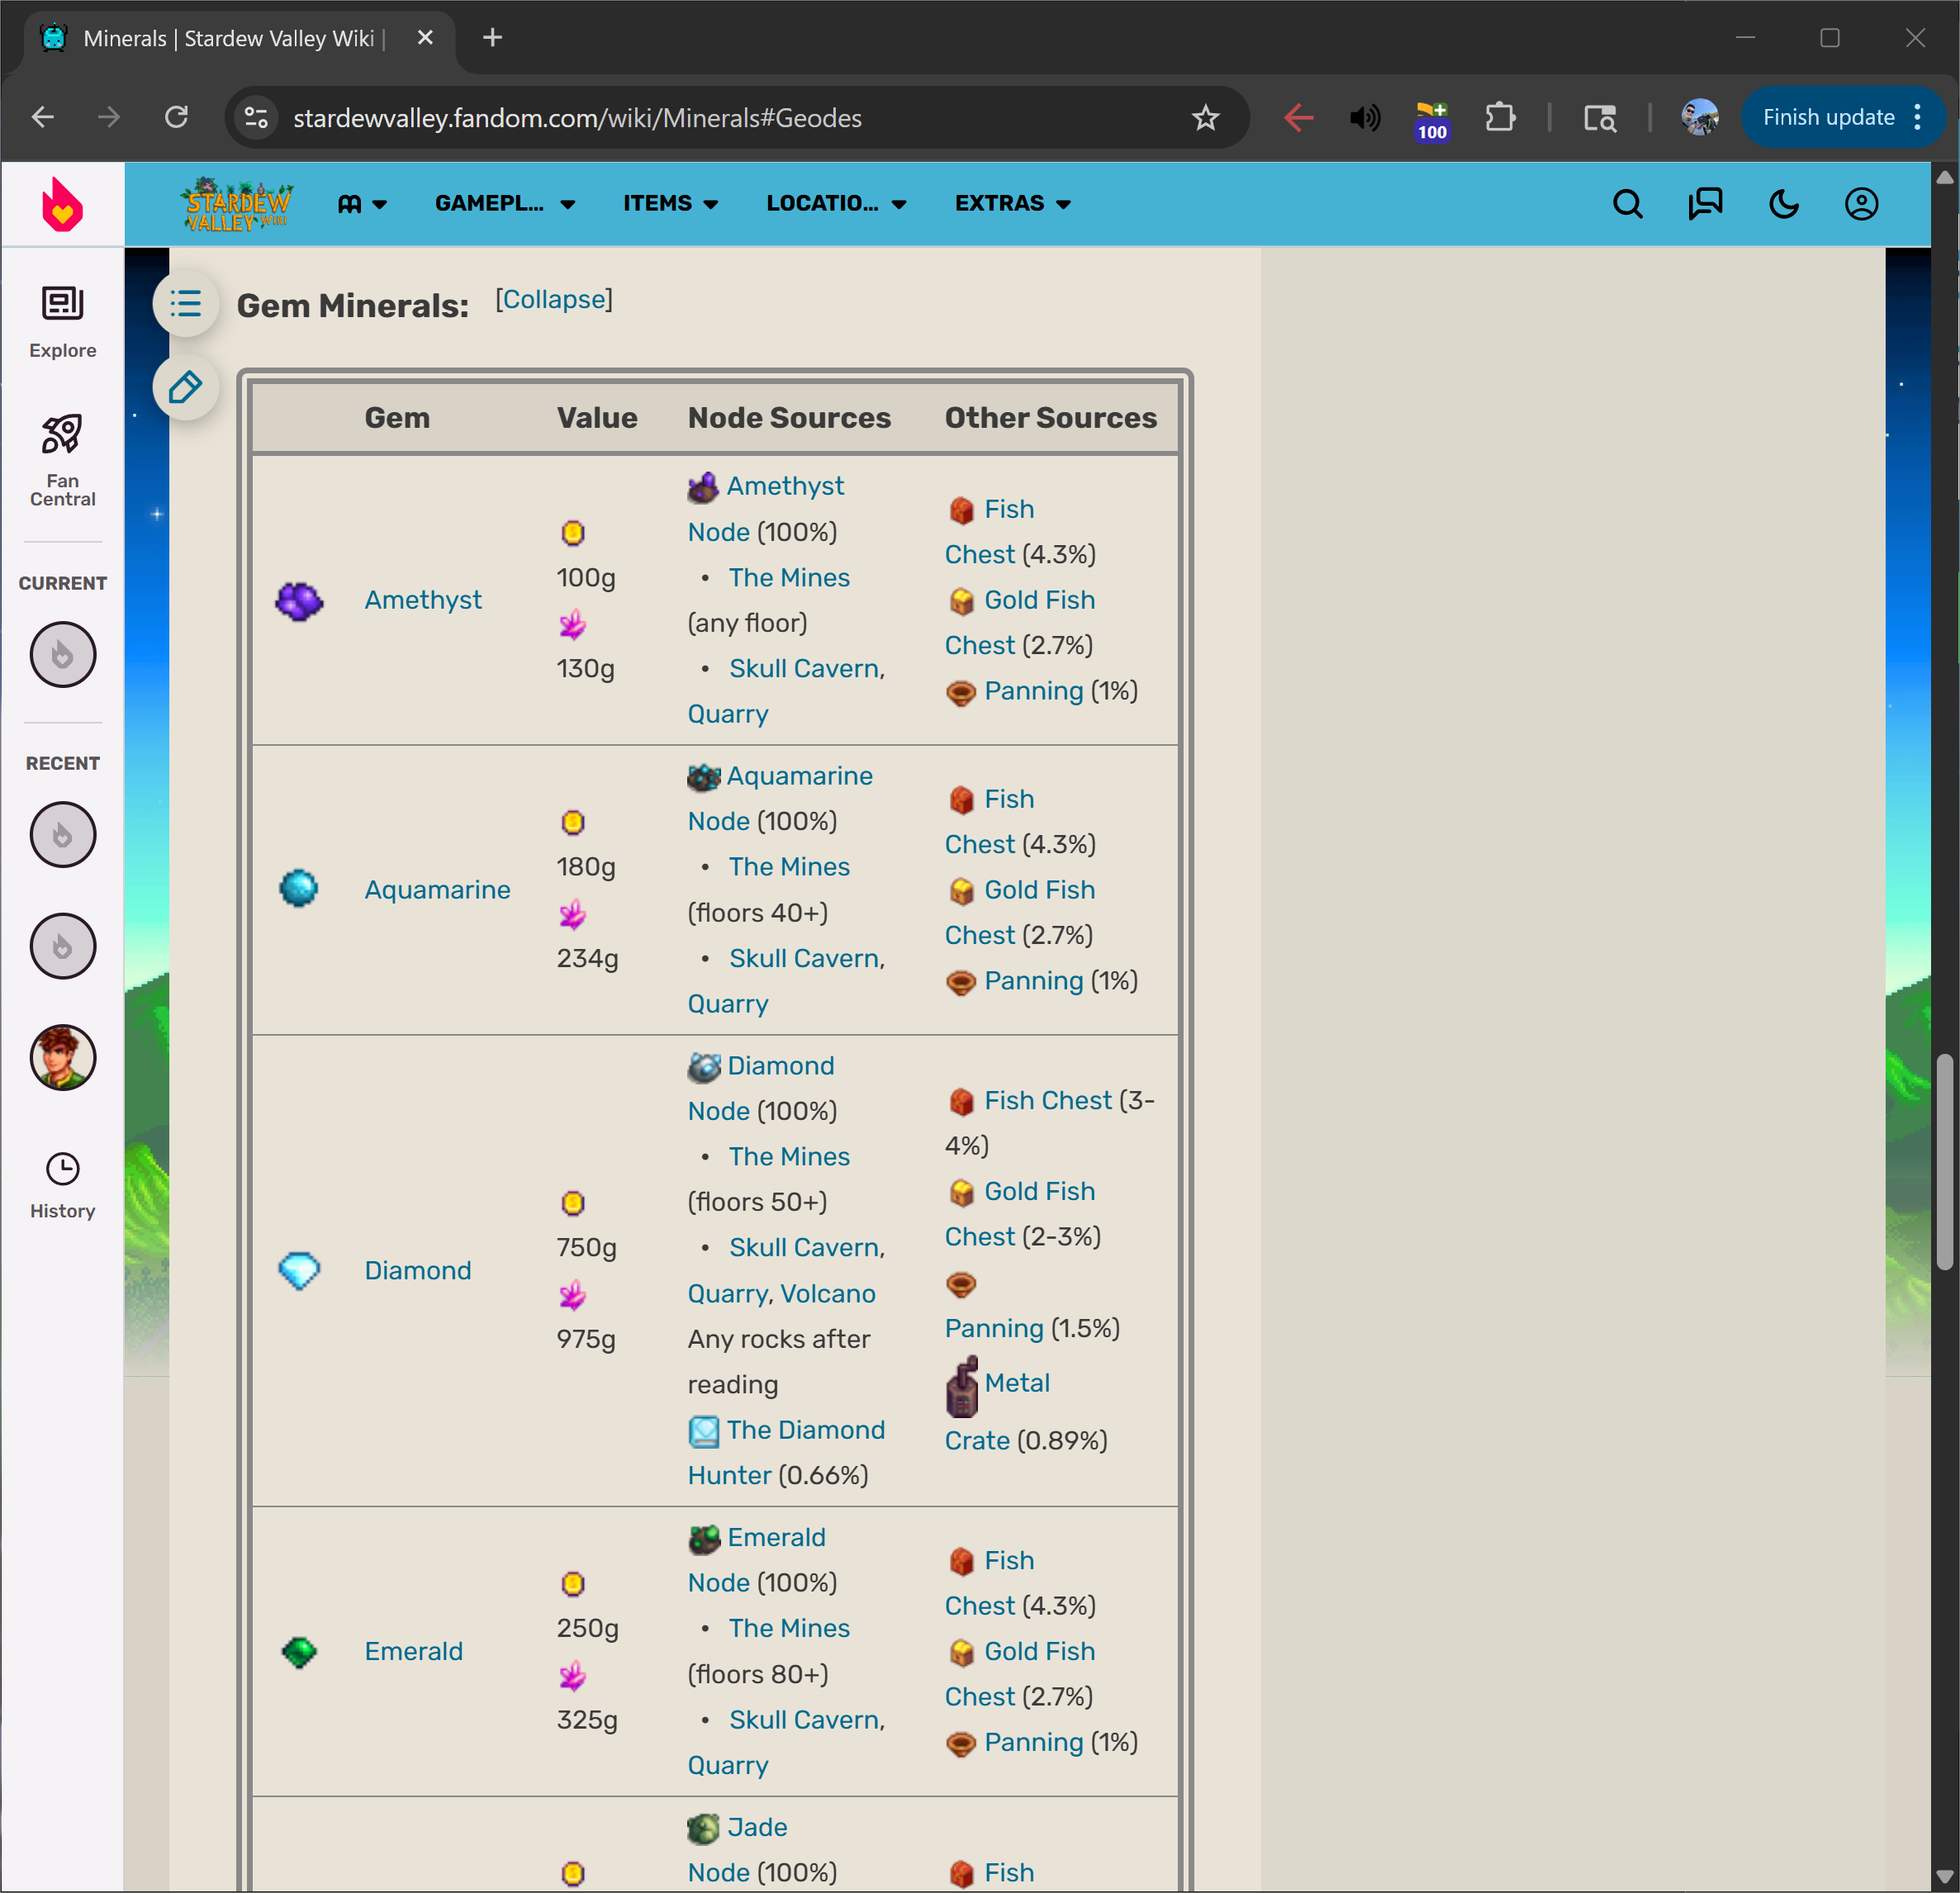 Minerals | Stardew Valley Wiki |
stardewvalley.fandom.com/wiki/Minerals#Geodes
100
Finish update
STARDEW
VALLEY WIKI
GAMEPL...
ITEMS
LOCATIO...
EXTRAS
Explore
Fan
Central
CURRENT
RECENT
History
Gem Minerals:
[Collapse]
Gem Value Node Sources Other Sources
Amethyst
100g
130g
Amethyst
Node (100%)
• The Mines
(any floor)
• Skull Cavern,
Quarry
Fish
Chest (4.3%)
Gold Fish
Chest (2.7%)
Panning (1%)
Aquamarine
180g
234g
Aquamarine
Node (100%)
• The Mines
(floors 40+)
• Skull Cavern,
Quarry
Fish
Chest (4.3%)
Gold Fish
Chest (2.7%)
Panning (1%)
Diamond
750g
975g
Diamond
Node (100%)
• The Mines
(floors 50+)
• Skull Cavern,
Quarry, Volcano
Any rocks after
reading
The Diamond
Hunter (0.66%)
Fish Chest (3-
4%)
Gold Fish
Chest (2-3%)
Panning (1.5%)
Metal
Crate (0.89%)
Emerald
250g
325g
Emerald
Node (100%)
• The Mines
(floors 80+)
• Skull Cavern,
Quarry
Fish
Chest (4.3%)
Gold Fish
Chest (2.7%)
Panning (1%)
Jade
Node (100%)
Fish